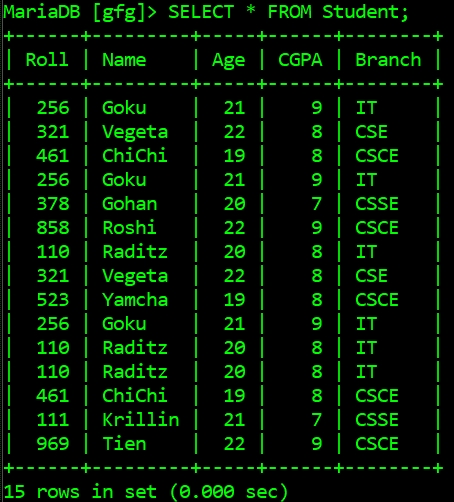 MariaDB [gfg]> SELECT * FROM Student;
+------+---------+-----+------+--------+
| Roll | Name    | Age | CGPA | Branch |
+------+---------+-----+------+--------+
|  256 | Goku    |  21 |    9 | IT     |
|  321 | Vegeta  |  22 |    8 | CSE    |
|  461 | ChiChi  |  19 |    8 | CSCE   |
|  256 | Goku    |  21 |    9 | IT     |
|  378 | Gohan   |  20 |    7 | CSSE   |
|  858 | Roshi   |  22 |    9 | CSCE   |
|  110 | Raditz  |  20 |    8 | IT     |
|  321 | Vegeta  |  22 |    8 | CSE    |
|  523 | Yamcha  |  19 |    8 | CSCE   |
|  256 | Goku    |  21 |    9 | IT     |
|  110 | Raditz  |  20 |    8 | IT     |
|  110 | Raditz  |  20 |    8 | IT     |
|  461 | ChiChi  |  19 |    8 | CSCE   |
|  111 | Krillin |  21 |    7 | CSSE   |
|  969 | Tien    |  22 |    9 | CSCE   |
+------+---------+-----+------+--------+
15 rows in set (0.000 sec)